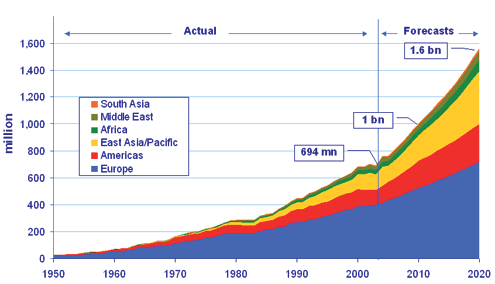 Actual
Forecasts
1,600
1,400
1,200
1,000
800
600
400
200
0
million
1.6 bn
1 bn
694 mn
South Asia
Middle East
Africa
East Asia/Pacific
Americas
Europe
1950 1960 1970 1980 1990 2000 2010 2020